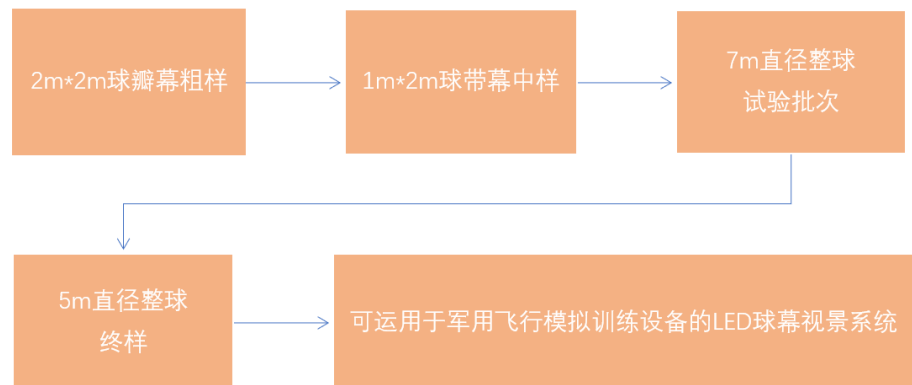 2m*2m球瓣幕粗样
1m*2m球带幕中样
7m直径整球
试验批次
5m直径整球
终样
可运用于军用飞行模拟训练设备的LED球幕视景系统